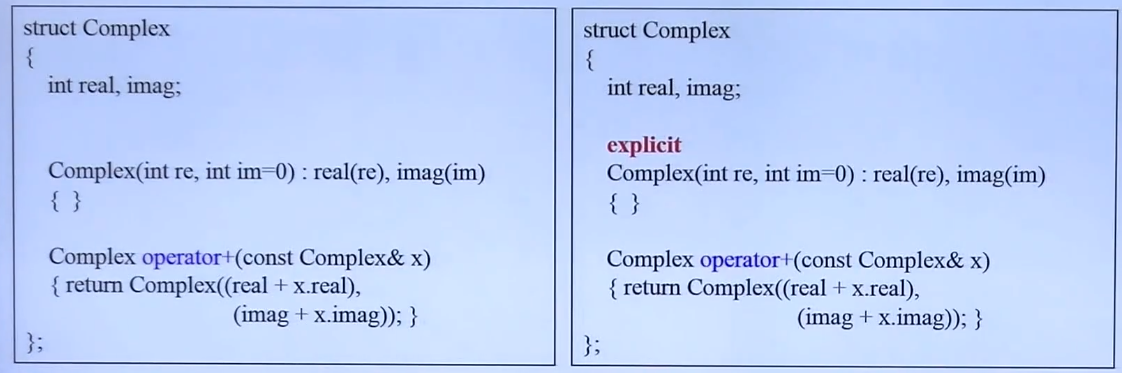 struct Complex
{
int real, imag;
Complex(int re, int im=0) : real(re), imag(im)
{ }
Complex operator+(const Complex& x)
{ return Complex((real + x.real),
(imag + x.imag)); }
};
struct Complex
{
int real, imag;
explicit
Complex(int re, int im=0) : real(re), imag(im)
{ }
Complex operator+(const Complex& x)
{ return Complex((real + x.real),
(imag + x.imag)); }
};